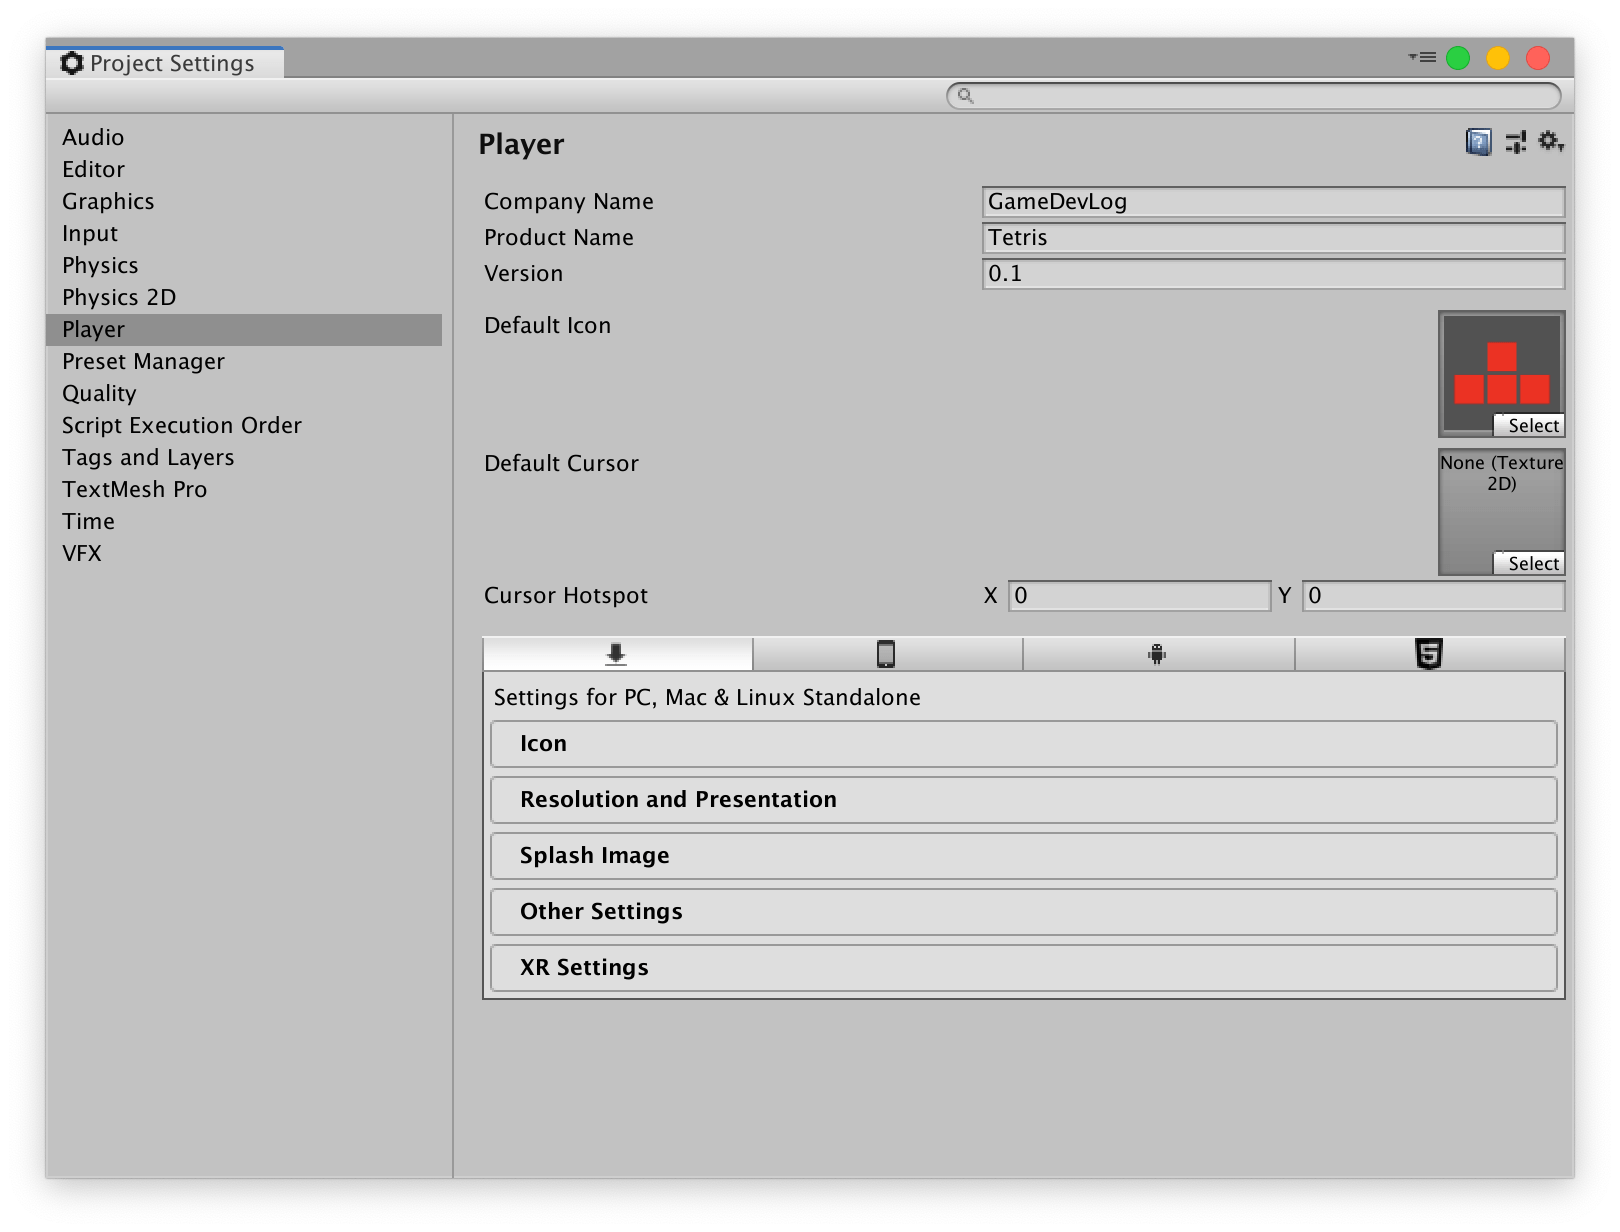 Project Settings
Audio
Editor
Graphics
Input
Physics
Physics 2D
Player
Preset Manager
Quality
Script Execution Order
Tags and Layers
TextMesh Pro
Time
VFX
Player
Company Name GameDevLog
Product Name Tetris
Version 0.1
Default Icon
Select
Default Cursor
None (Texture
2D)
Select
Cursor Hotspot X 0 Y 0
Settings for PC, Mac & Linux Standalone
Icon
Resolution and Presentation
Splash Image
Other Settings
XR Settings